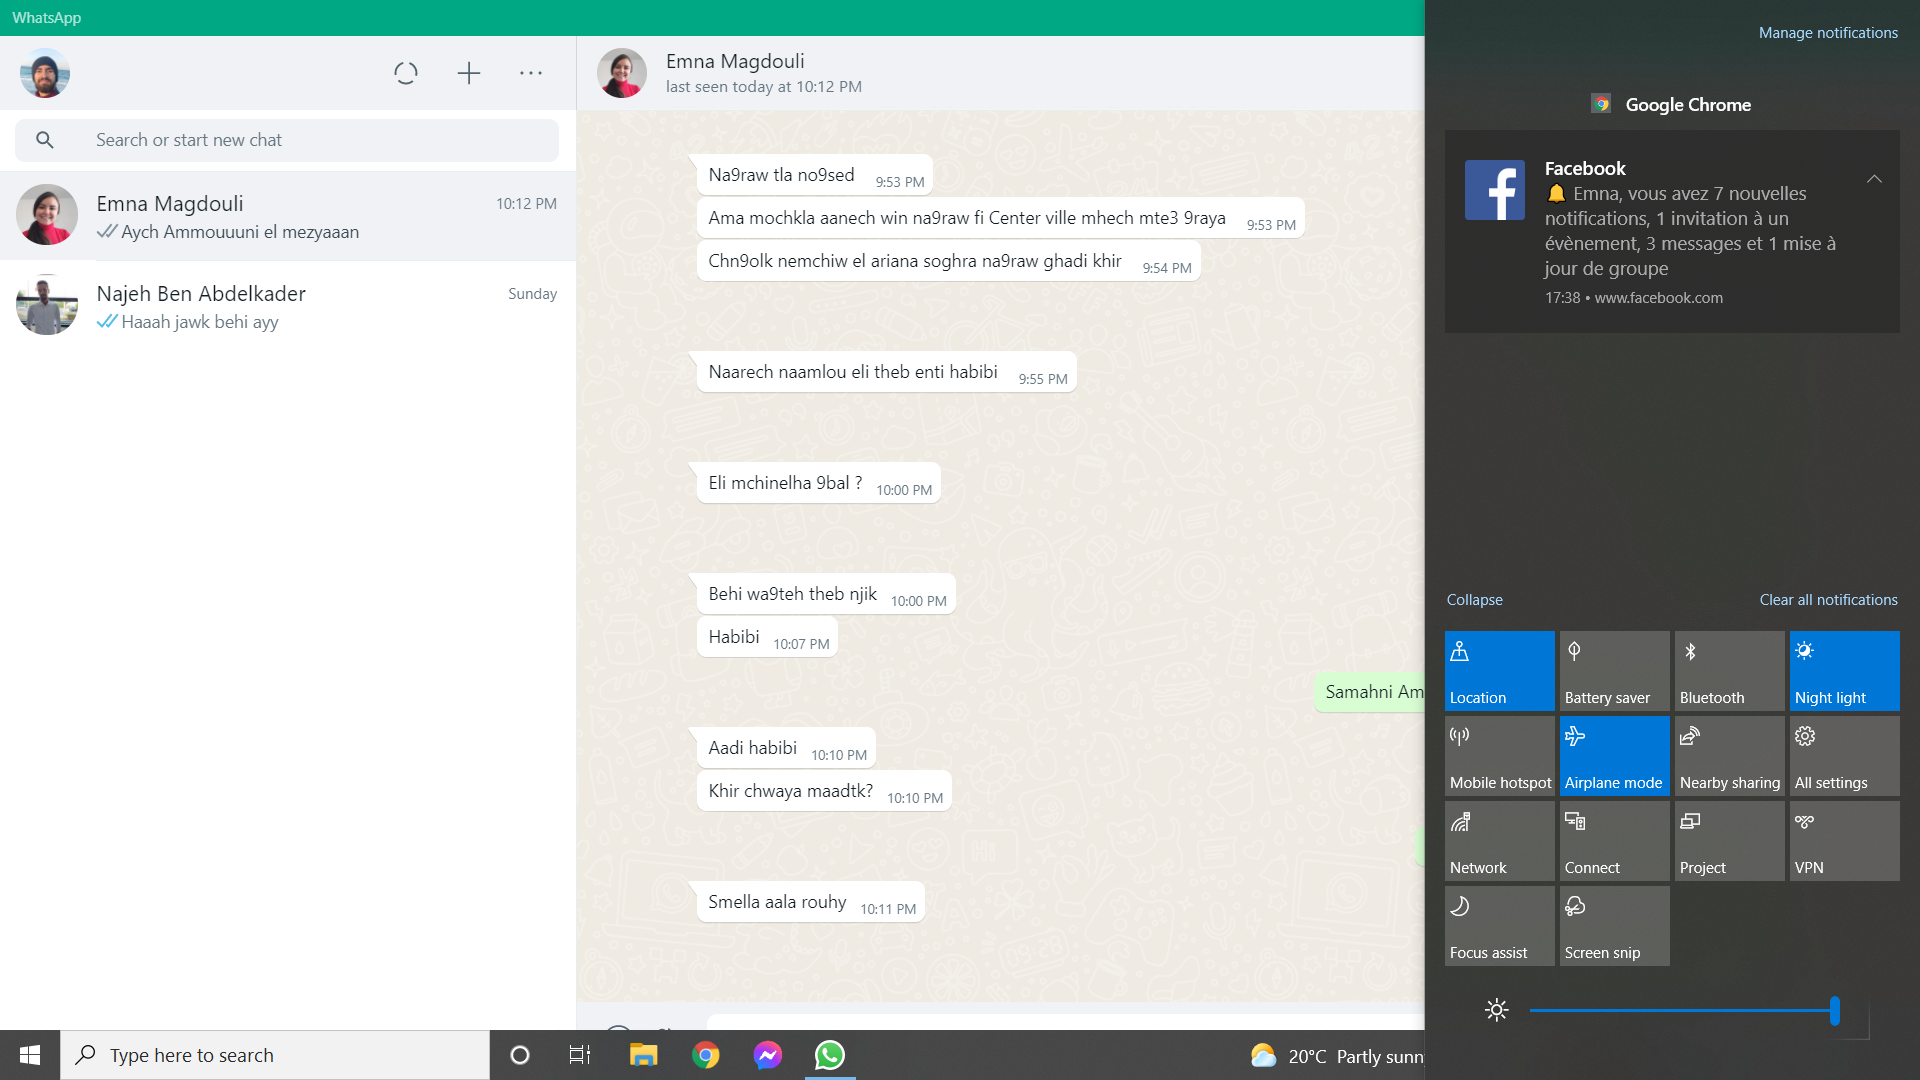 WhatsApp
Search or start new chat
Emna Magdouli
10:12 PM
Aych Ammouuuni el mezyaaan
Najeh Ben Abdelkader
Sunday
Haaah jawk behi ayy
Emna Magdouli
last seen today at 10:12 PM
Na9raw tla no9sed 9:53 PM
Ama mochkla aanech win na9raw fi Center ville mhech mte3 9raya 9:53 PM
Chn9olk nemchiw el ariana soghra na9raw ghadi khir 9:54 PM
Naarech naamlou eli theb enti habibi 9:55 PM
Eli mchinelha 9bal ? 10:00 PM
Behi wa9teh theb njik 10:00 PM
Habibi 10:07 PM
Samahni Am
Aadi habibi 10:10 PM
Khir chwaya maadtk? 10:10 PM
Smella aala rouhy 10:11 PM
Manage notifications
Google Chrome
Facebook
🔔 Emna, vous avez 7 nouvelles
notifications, 1 invitation à un
évènement, 3 messages et 1 mise à
jour de groupe
17:38 • www.facebook.com
Collapse
Clear all notifications
Location
Battery saver
Bluetooth
Night light
Mobile hotspot
Airplane mode
Nearby sharing
All settings
Network
Connect
Project
VPN
Focus assist
Screen snip
Type here to search
20°C Partly sunn